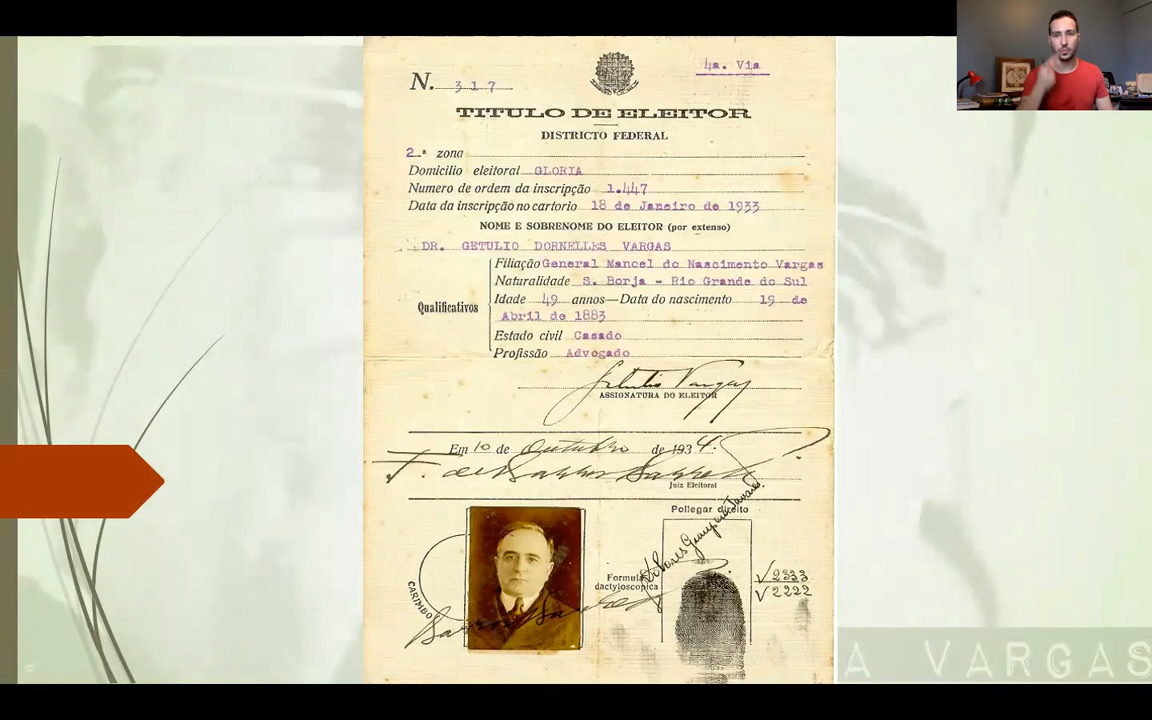 N. 317
4a. Via
TITULO DE ELEITOR
DISTRICTO FEDERAL
2.ª zona
Domicilio eleitoral GLORIA
Numero de ordem da inscripção 1.447
Data da inscripção no cartorio 18 de Janeiro de 1933
NOME E SOBRENOME DO ELEITOR (por extenso)
DR. GETULIO DORNELLES VARGAS
Qualificativos
Filiação General Manoel do Nascimento Vargas
Naturalidade S. Borja - Rio Grande do Sul
Idade 49 annos—Data do nascimento 19 de
Abril de 1883
Estado civil Casado
Profissão Advogado
Getulio Vargas
ASSIGNATURA DO ELEITOR
Em 10 de Outubro de 1934.
Juiz Eleitoral
Pollegar direito
CARIMBO
Formula
dactyloscopica
√2333
√2222
A VARGAS